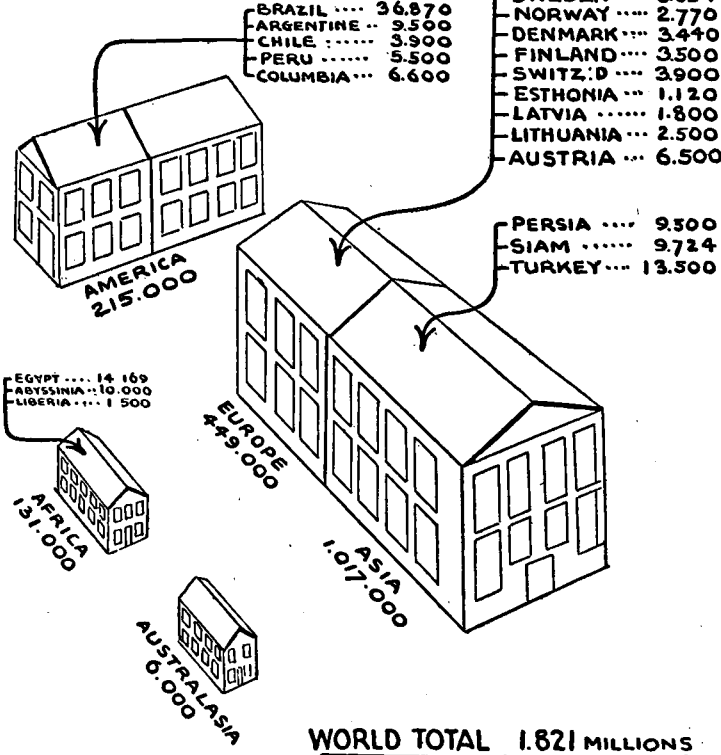 BRAZIL .... 36.870
ARGENTINE .. 9.500
CHILE ...... 3.900
PERU ...... 5.500
COLUMBIA ... 6.600
NORWAY ..... 2.770
DENMARK .... 3.440
FINLAND .... 3.500
SWITZ:D .... 3.900
ESTHONIA ... 1.120
LATVIA ...... 1.800
LITHUANIA ... 2.500
AUSTRIA ... 6.500
PERSIA .... 9.500
SIAM ...... 9.724
TURKEY .... 13.500
AMERICA
215.000
EGYPT .... 14 169
ABYSSINIA .. 10.000
LIBERIA .... 1 500
EUROPE
449.000
AFRICA
131.000
ASIA
1.017.000
AUSTRALASIA
6.000
WORLD TOTAL 1.821 MILLIONS